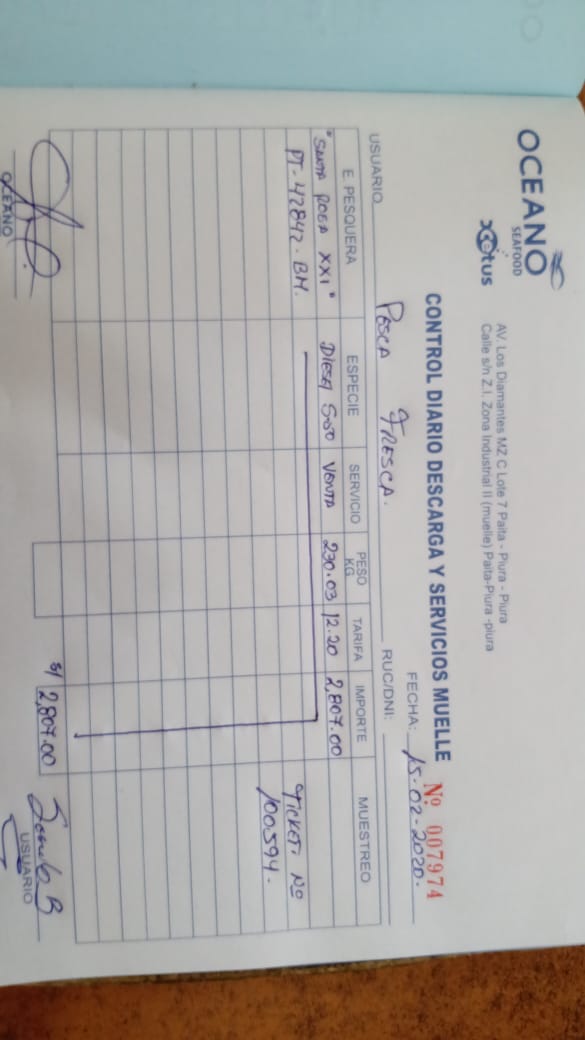 OCEANO
SEAFOOD
cetus
AV. Los Diamantes MZ C Lote 7 Paita - Piura - Piura
Calle s/n Z.I. Zona Industrial II (muelle) Paita-Piura -piura
CONTROL DIARIO DESCARGA Y SERVICIOS MUELLE
Nº 007974
FECHA: 15-02-2020.
USUARIO PESCA FRESCA. RUC/DNI:
E. PESQUERA ESPECIE SERVICIO PESO KG TARIFA IMPORTE MUESTREO
"SANTA ROSA XXI" DIESEL S-50 VENTA 230.03 12.20 2,807.00
PT-42842-BM. TICKET: Nº
100594.
S/ 2,807.00
OCEANO
USUARIO